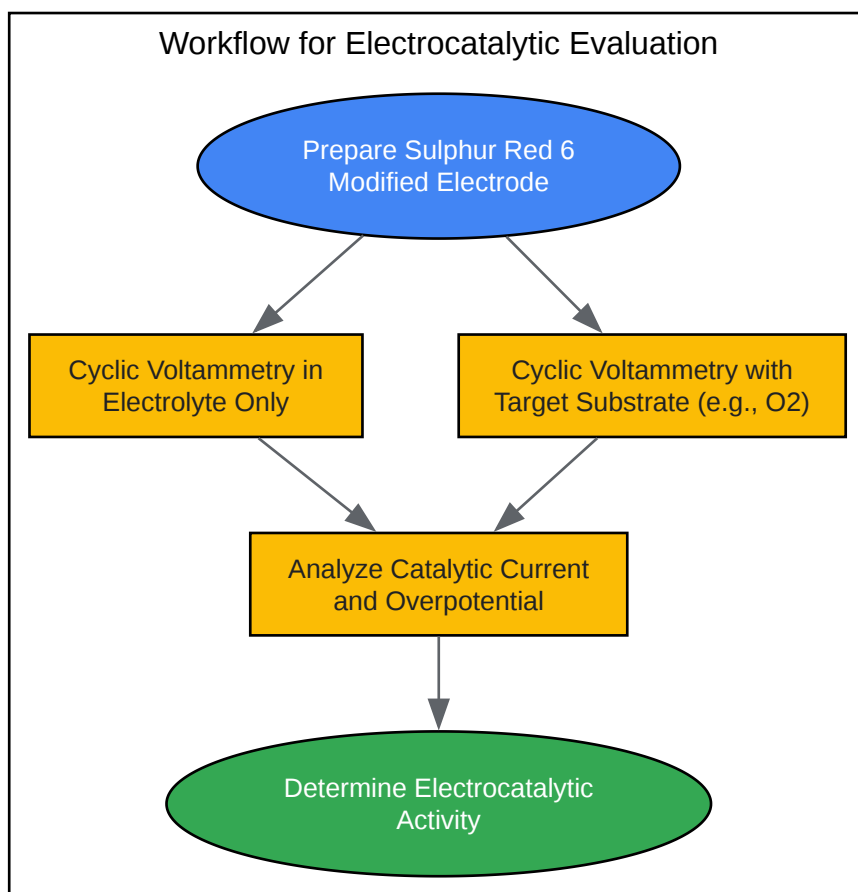 Workflow for Electrocatalytic Evaluation
Prepare Sulphur Red 6
Modified Electrode
Cyclic Voltammetry in
Electrolyte Only
Cyclic Voltammetry with
Target Substrate (e.g., O2)
Analyze Catalytic Current
and Overpotential
Determine Electrocatalytic
Activity